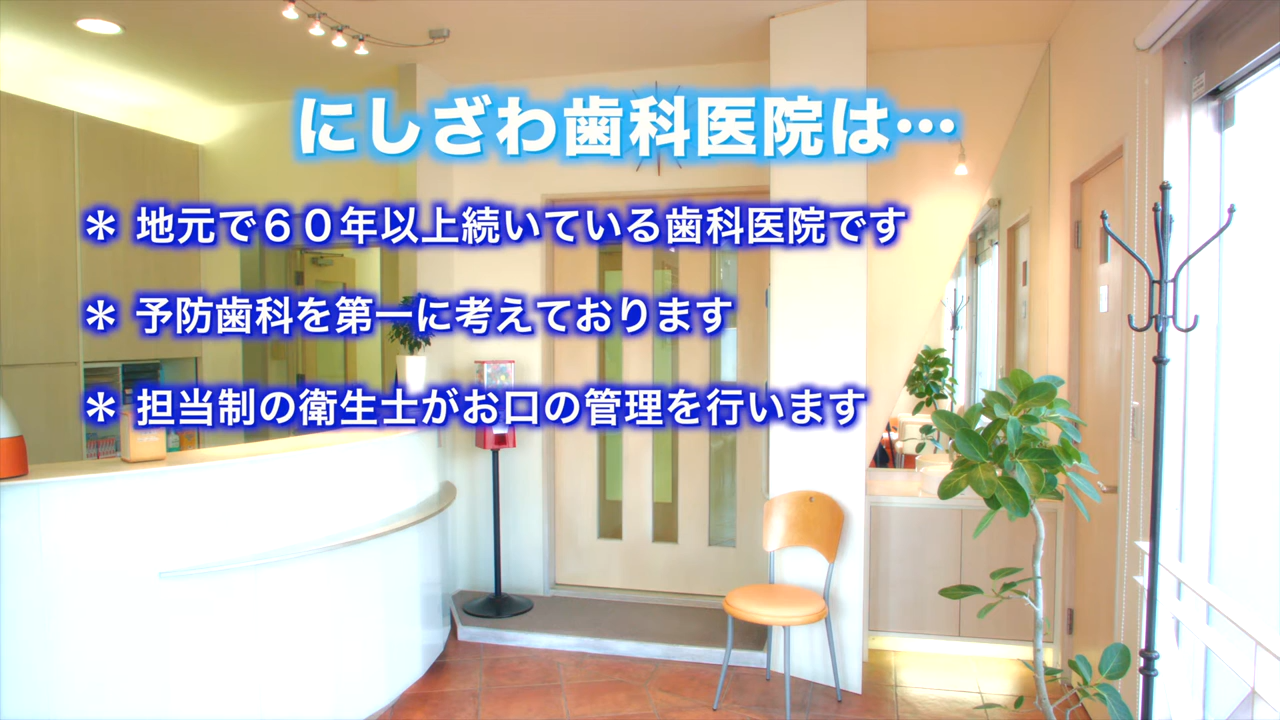 にしざわ歯科医院は…
＊ 地元で６０年以上続いている歯科医院です
＊ 予防歯科を第一に考えております
＊ 担当制の衛生士がお口の管理を行います